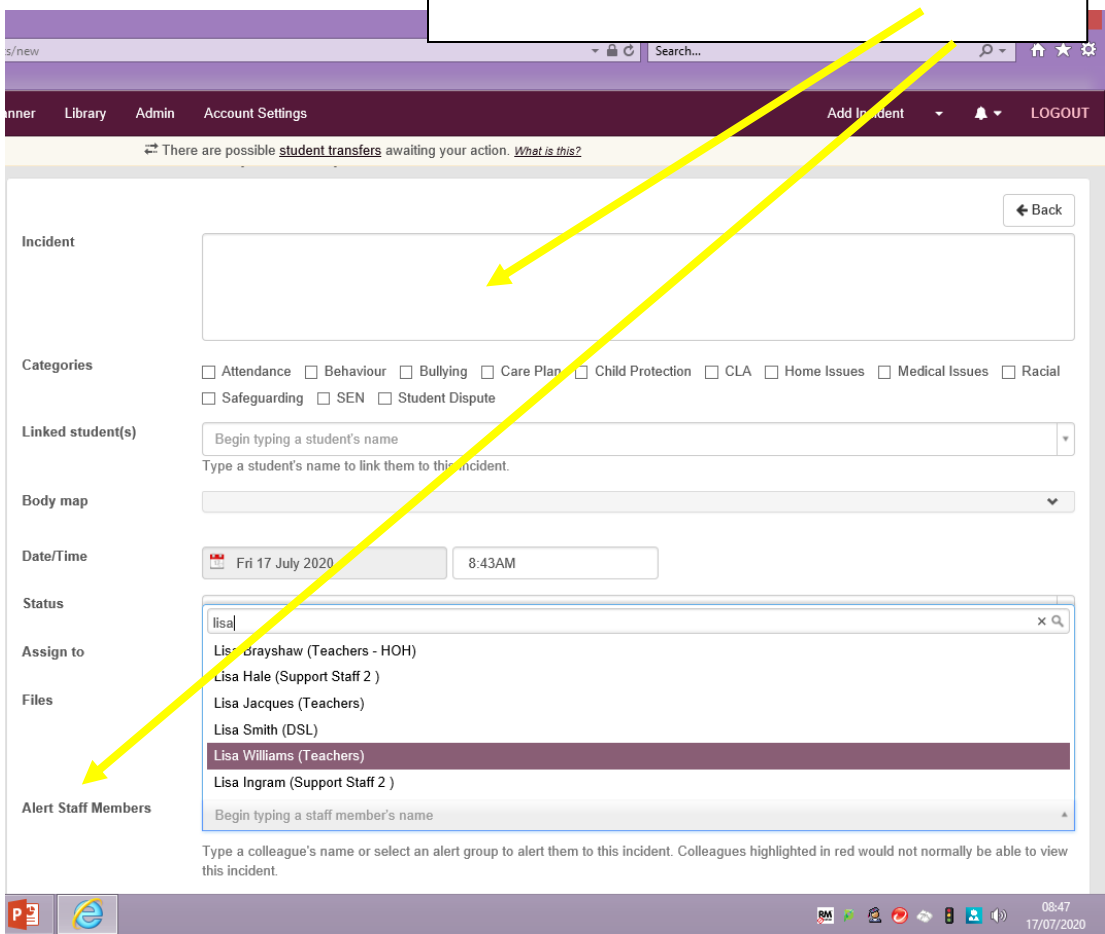 ts/new
Search...
anner Library Admin Account Settings Add Incident LOGOUT
There are possible student transfers awaiting your action. What is this?
Back
Incident
Categories
Attendance Behaviour Bullying Care Plan Child Protection CLA Home Issues Medical Issues Racial
Safeguarding SEN Student Dispute
Linked student(s)
Begin typing a student's name
Type a student's name to link them to this incident.
Body map
Date/Time
Fri 17 July 2020 8:43AM
Status
lisa
Assign to
Lisa Brayshaw (Teachers - HOH)
Lisa Hale (Support Staff 2 )
Files
Lisa Jacques (Teachers)
Lisa Smith (DSL)
Lisa Williams (Teachers)
Lisa Ingram (Support Staff 2 )
Alert Staff Members
Begin typing a staff member's name
Type a colleague's name or select an alert group to alert them to this incident. Colleagues highlighted in red would not normally be able to view
this incident.
RM
08:47
17/07/2020